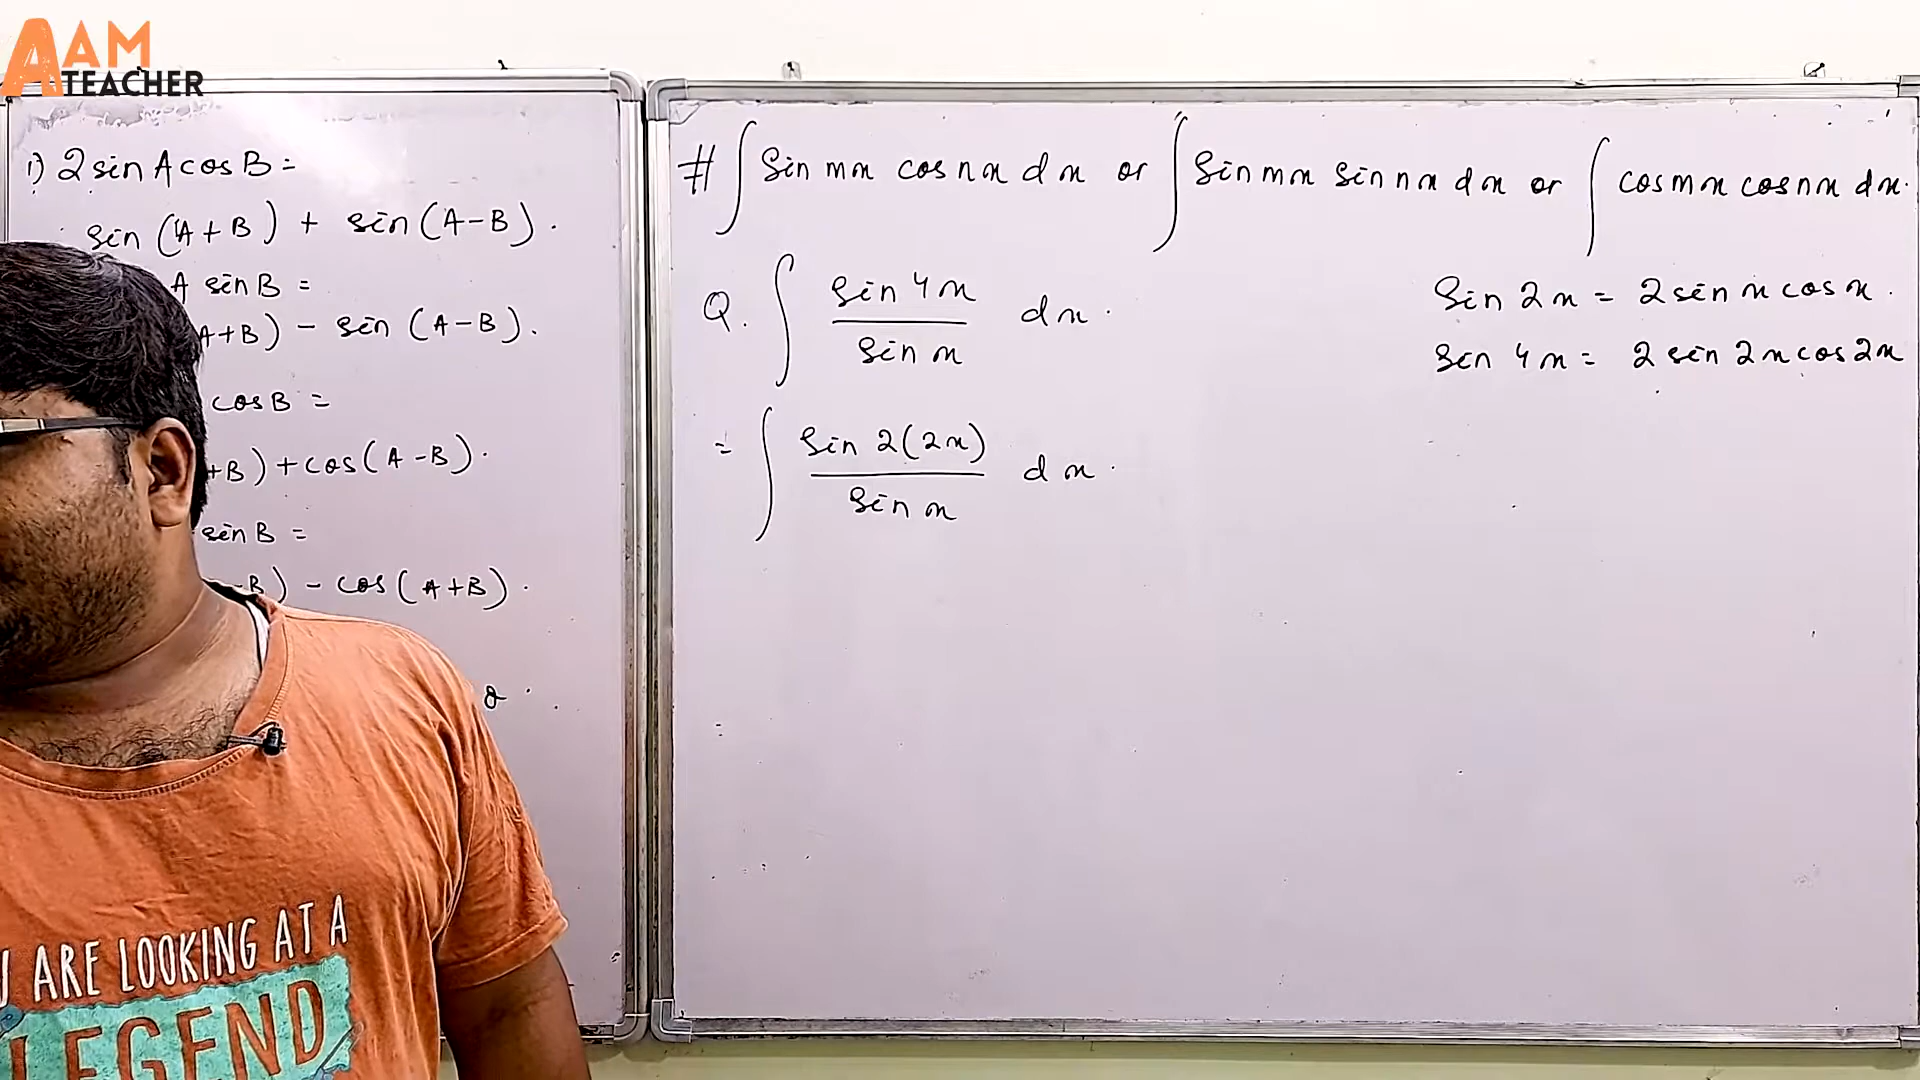 AAM
TEACHER
1) 2 sin A cos B =
sin (A+B) + sin (A-B).
A sin B =
A+B) - sin (A-B).
cos B =
+B) + cos (A-B).
sin B =
-B) - cos (A+B).
# ∫ sin mx cos nx dx or ∫ sin mx sin nx dx or ∫ cos mx cos nx dx.
Q. ∫ sin 4x / sin x dx.
sin 2x = 2 sin x cos x.
sin 4x = 2 sin 2x cos 2x
= ∫ sin 2(2x) / sin x dx.
=
ARE LOOKING AT A
LEGEND